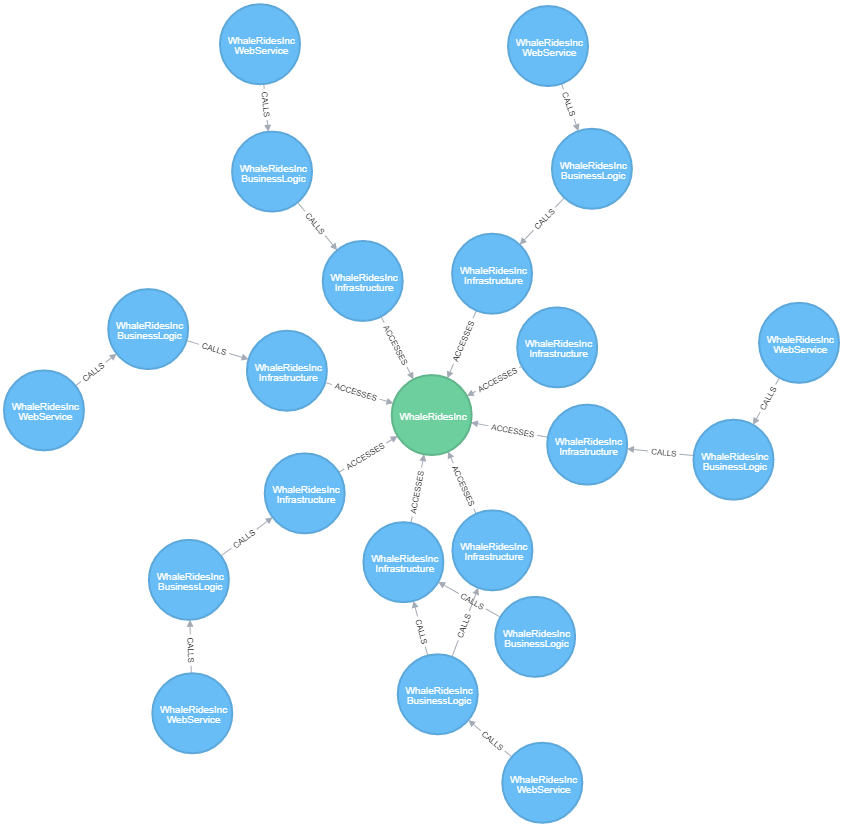 WhaleRidesInc
WebService
WhaleRidesInc
WebService
CALLS
CALLS
WhaleRidesInc
BusinessLogic
WhaleRidesInc
BusinessLogic
CALLS
CALLS
WhaleRidesInc
Infrastructure
WhaleRidesInc
Infrastructure
WhaleRidesInc
BusinessLogic
CALLS
ACCESSES
ACCESSES
WhaleRidesInc
Infrastructure
WhaleRidesInc
WebService
CALLS
WhaleRidesInc
Infrastructure
ACCESSES
ACCESSES
CALLS
WhaleRidesInc
WebService
WhaleRidesInc
ACCESSES
WhaleRidesInc
Infrastructure
CALLS
WhaleRidesInc
BusinessLogic
ACCESSES
WhaleRidesInc
Infrastructure
ACCESSES
ACCESSES
CALLS
WhaleRidesInc
BusinessLogic
WhaleRidesInc
Infrastructure
WhaleRidesInc
Infrastructure
CALLS
CALLS
CALLS
CALLS
WhaleRidesInc
BusinessLogic
WhaleRidesInc
BusinessLogic
WhaleRidesInc
WebService
CALLS
WhaleRidesInc
WebService